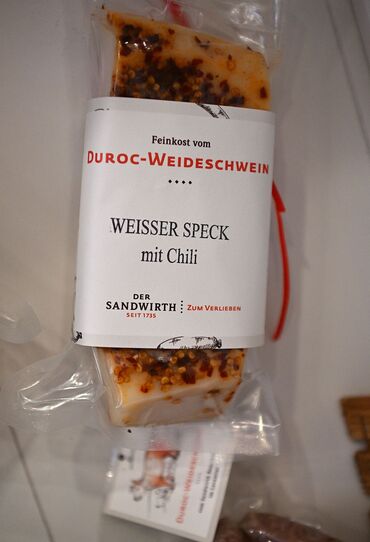 Feinkost vom
DUROC-WEIDESCHWEIN
WEISSER SPECK
mit Chili
DER
SANDWIRTH
SEIT 1735
ZUM VERLIEBEN